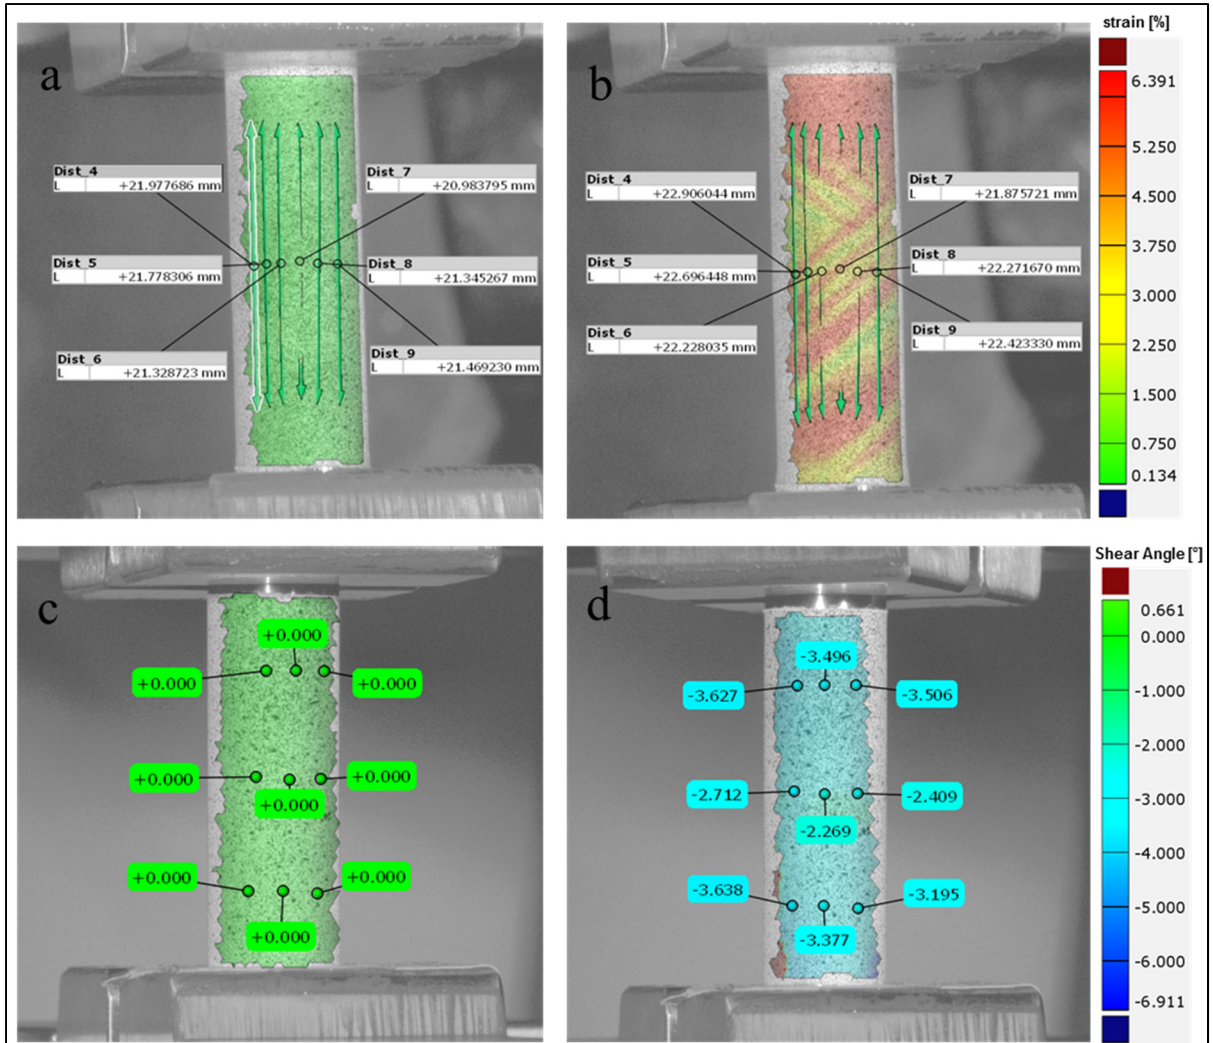 strain [%]
a
b
6.391
5.250
4.500
3.750
3.000
2.250
1.500
0.750
0.134
Dist_4
L +21.977686 mm
Dist_7
L +20.983795 mm
Dist_5
L +21.778306 mm
Dist_8
L +21.345267 mm
Dist_6
L +21.328723 mm
Dist_9
L +21.469230 mm
Dist_4
L +22.906044 mm
Dist_7
L +21.875721 mm
Dist_5
L +22.696448 mm
Dist_8
L +22.271670 mm
Dist_6
L +22.228035 mm
Dist_9
L +22.423330 mm
c
+0.000
+0.000
+0.000
+0.000
+0.000
+0.000
+0.000
+0.000
+0.000
d
-3.496
-3.627
-3.506
-2.712
-2.409
-2.269
-3.638
-3.195
-3.377
Shear Angle [°]
0.661
0.000
-1.000
-2.000
-3.000
-4.000
-5.000
-6.000
-6.911